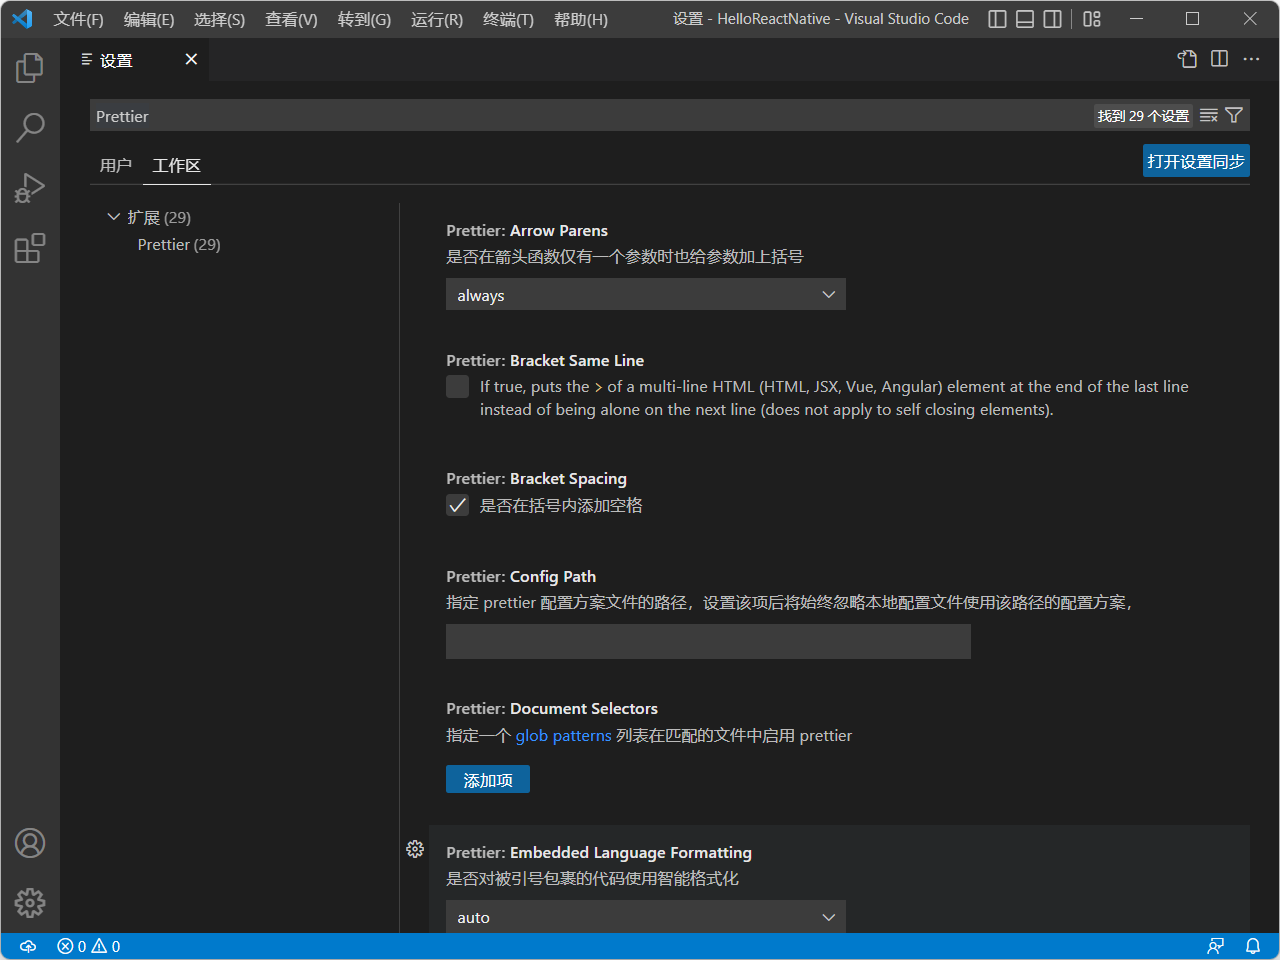 文件(F) 编辑(E) 选择(S) 查看(V) 转到(G) 运行(R) 终端(T) 帮助(H) 设置 - HelloReactNative - Visual Studio Code
设置
Prettier 找到 29 个设置
用户 工作区 打开设置同步
扩展 (29)
Prettier (29)
Prettier: Arrow Parens
是否在箭头函数仅有一个参数时也给参数加上括号
always
Prettier: Bracket Same Line
If true, puts the > of a multi-line HTML (HTML, JSX, Vue, Angular) element at the end of the last line
instead of being alone on the next line (does not apply to self closing elements).
Prettier: Bracket Spacing
是否在括号内添加空格
Prettier: Config Path
指定 prettier 配置方案文件的路径，设置该项后将始终忽略本地配置文件使用该路径的配置方案，
Prettier: Document Selectors
指定一个 glob patterns 列表在匹配的文件中启用 prettier
添加项
Prettier: Embedded Language Formatting
是否对被引号包裹的代码使用智能格式化
auto
0 0